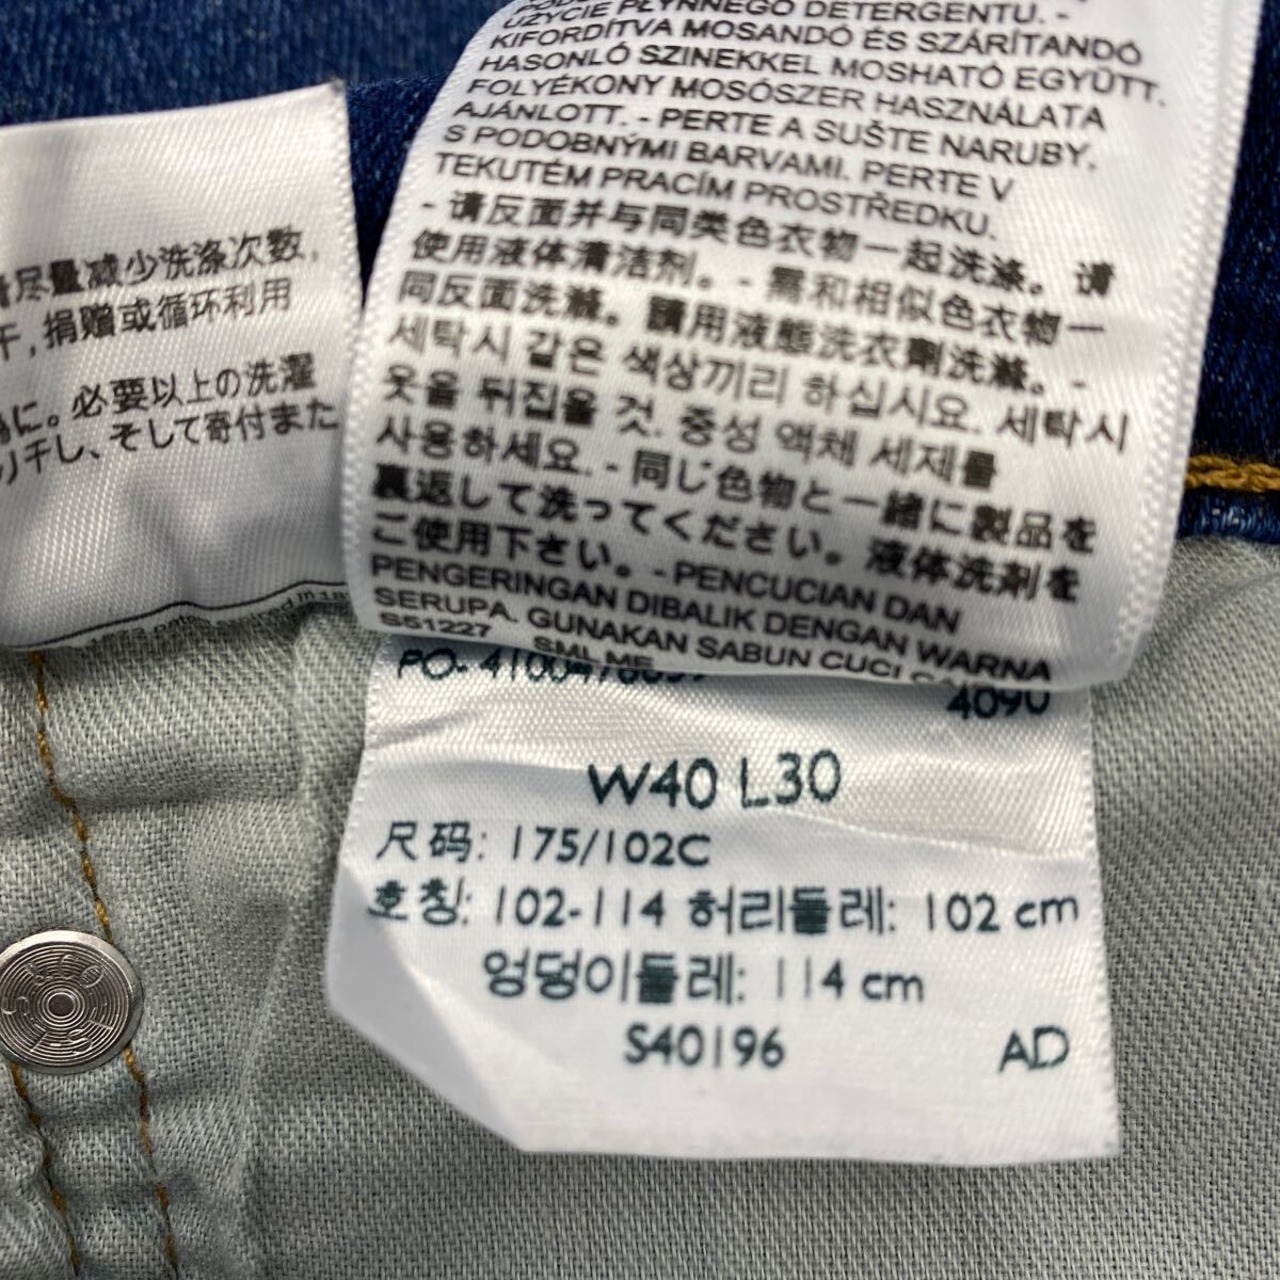 尽量减少洗涤次数,
干,捐赠或循环利用
に。必要以上の洗濯
り干し、そして寄付また
UŻYCIE PŁYNNEGO DETERGENTU. -
KIFORDÍTVA MOSANDÓ ÉS SZÁRÍTANDÓ
HASONLÓ SZINEKKEL MOSHATÓ EGYÜTT.
FOLYÉKONY MOSÓSZER HASZNÁLATA
AJÁNLOTT. - PERTE A SUŠTE NARUBY,
S PODOBNÝMI BARVAMI. PERTE V
TEKUTÉM PRACÍM PROSTŘEDKU.
- 请反面并与同类色衣物一起洗涤。请
使用液体清洁剂。- 需和相似色衣物一
同反面洗滌。請用液態洗衣劑洗滌。-
세탁시 같은 색상끼리 하십시요. 세탁시
옷을 뒤집을 것. 중성 액체 세제를
사용하세요. - 同じ色物と一緒に製品を
裏返して洗ってください。液体洗剤を
ご使用下さい。- PENCUCIAN DAN
PENGERINGAN DIBALIK DENGAN WARNA
SERUPA. GUNAKAN SABUN CUCI
S51227 SML ME
4090
W40 L30
尺码: 175/102C
호칭: 102-114 허리둘레: 102 cm
엉덩이둘레: 114 cm
S40196 AD